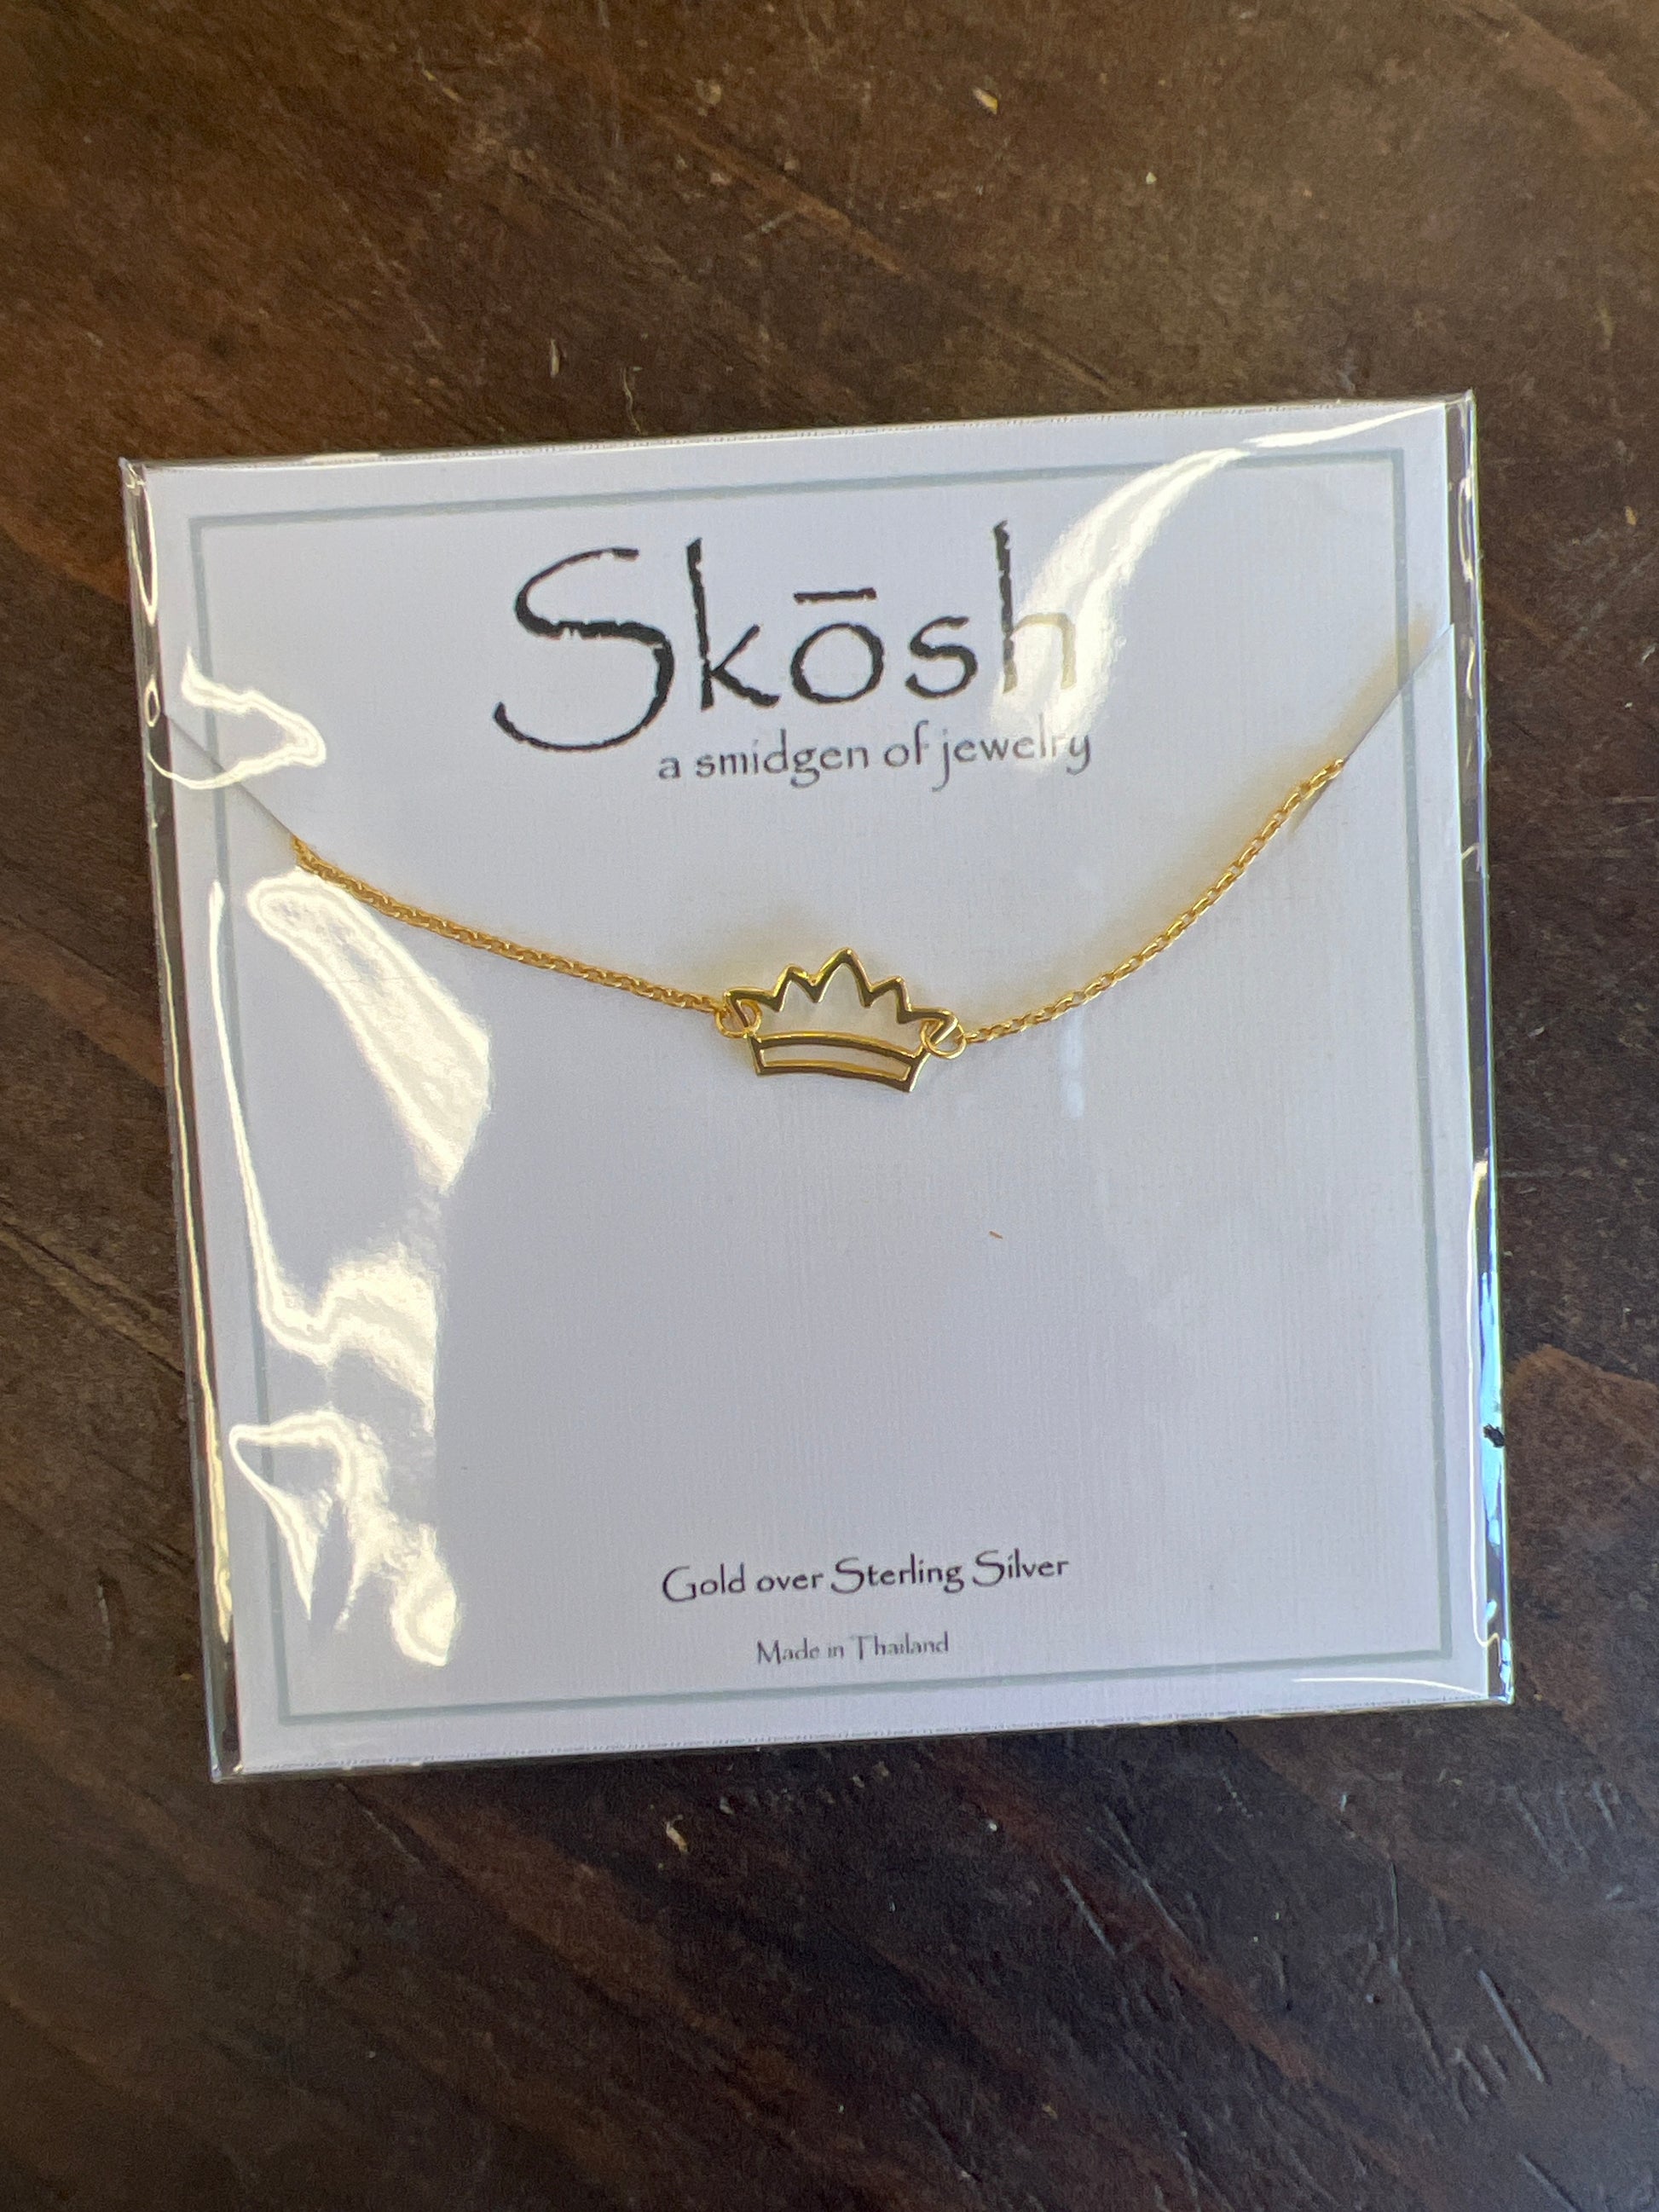 Skōsh
a smidgen of jewelry
Gold over Sterling Silver
Made in Thailand